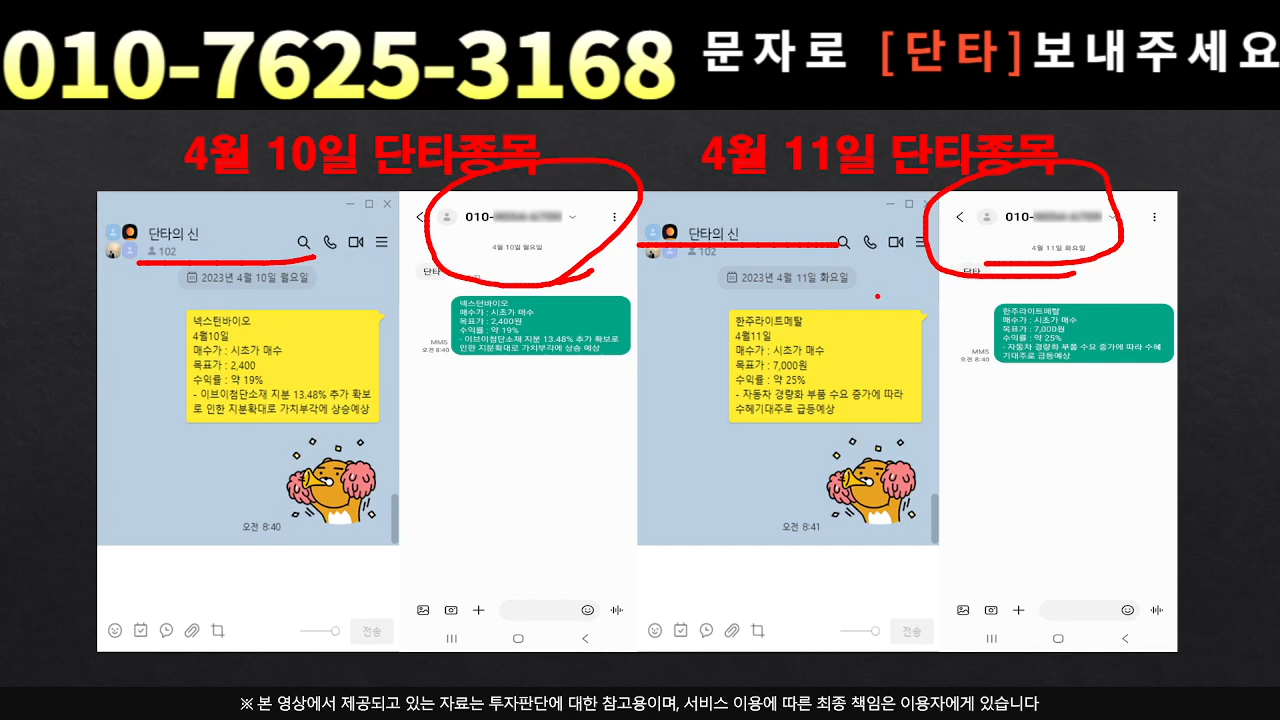 010-7625-3168 문자로 [단타]보내주세요
4월 10일 단타종목
4월 11일 단타종목
단타의 신
102
2023년 4월 10일 월요일
넥스턴바이오
4월10일
매수가 : 시초가 매수
목표가 : 2,400
수익률 : 약 19%
- 이브이첨단소재 지분 13.48% 추가 확보
로 인한 지분확대로 가치부각에 상승예상
오전 8:40
전송
010-
4월 10일 월요일
단타
넥스턴바이오
매수가 : 시초가 매수
목표가 : 2,400원
수익률 : 약 19%
- 이브이첨단소재 지분 13.48% 추가 확보로
인한 지분확대로 가치부각에 상승 예상
MMS
오전 8:40
단타의 신
102
2023년 4월 11일 화요일
한주라이트메탈
4월11일
매수가 : 시초가 매수
목표가 : 7,000원
수익률 : 약 25%
- 자동차 경량화 부품 수요 증가에 따라
수혜기대주로 급등예상
오전 8:41
전송
010-
4월 11일 화요일
단타
한주라이트메탈
매수가 : 시초가 매수
목표가 : 7,000원
수익률 : 약 25%
- 자동차 경량화 부품 수요 증가에 따라 수혜
기대주로 급등예상
MMS
오전 8:40
※ 본 영상에서 제공되고 있는 자료는 투자판단에 대한 참고용이며, 서비스 이용에 따른 최종 책임은 이용자에게 있습니다